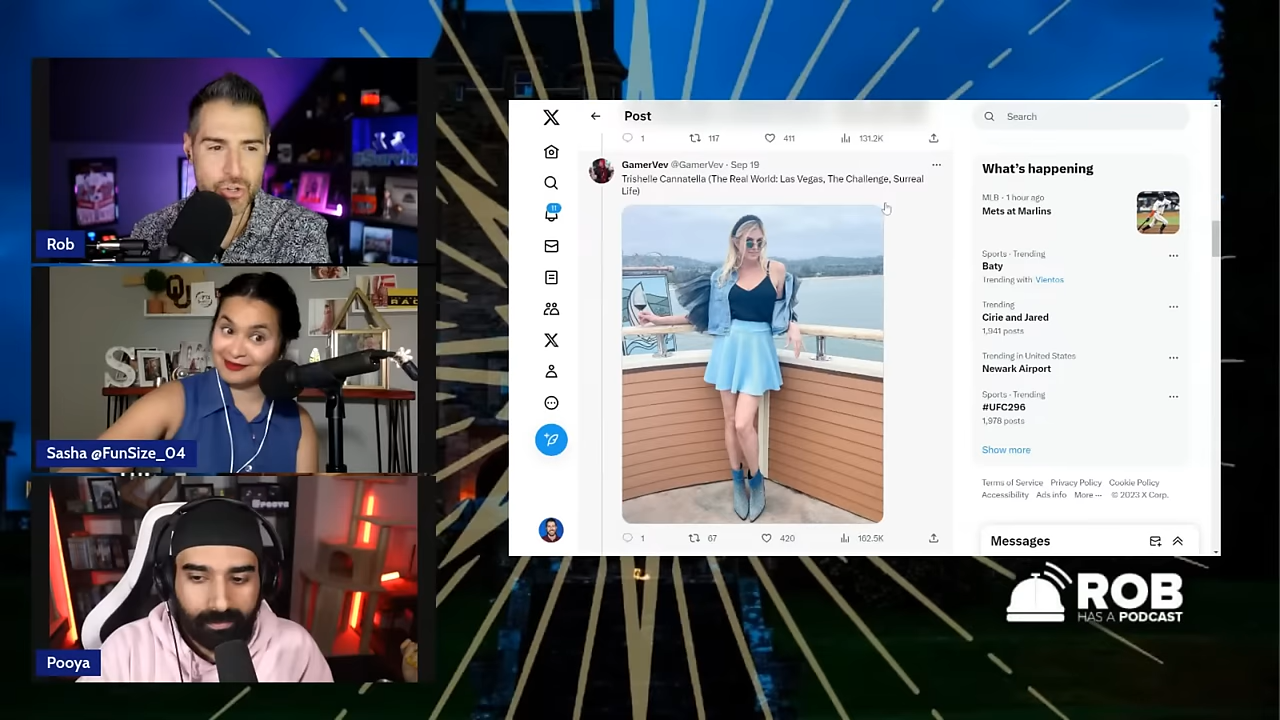 Rob
Sasha @FunSize_04
Pooya
Post
1
117
411
131.2K
GamerVev @GamerVev · Sep 19
Trishelle Cannatella (The Real World: Las Vegas, The Challenge, Surreal
Life)
1
67
420
162.5K
11
Search
What's happening
MLB · 1 hour ago
Mets at Marlins
Sports · Trending
Baty
Trending with Vientos
Trending
Cirie and Jared
1,941 posts
Trending in United States
Newark Airport
Sports · Trending
#UFC296
1,978 posts
Show more
Terms of Service Privacy Policy Cookie Policy
Accessibility Ads info More ··· © 2023 X Corp.
Messages
ROB
HAS A PODCAST